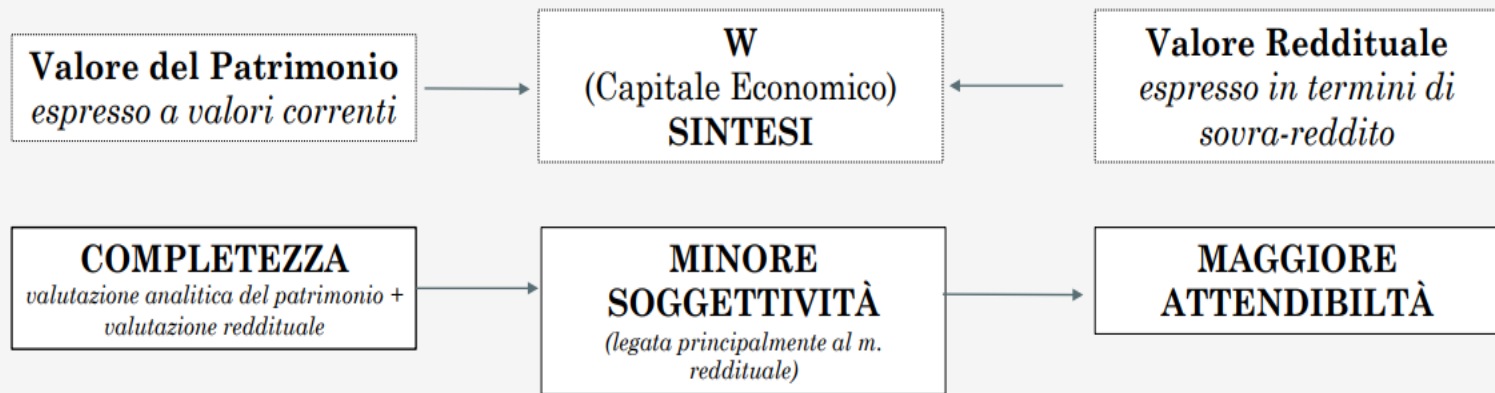 Valore del Patrimonio
espresso a valori correnti
W
(Capitale Economico)
SINTESI
Valore Reddituale
espresso in termini di
sovra-reddito
COMPLETEZZA
valutazione analitica del patrimonio +
valutazione reddituale
MINORE
SOGGETTIVITÀ
(legata principalmente al m.
reddituale)
MAGGIORE
ATTENDIBILTÀ